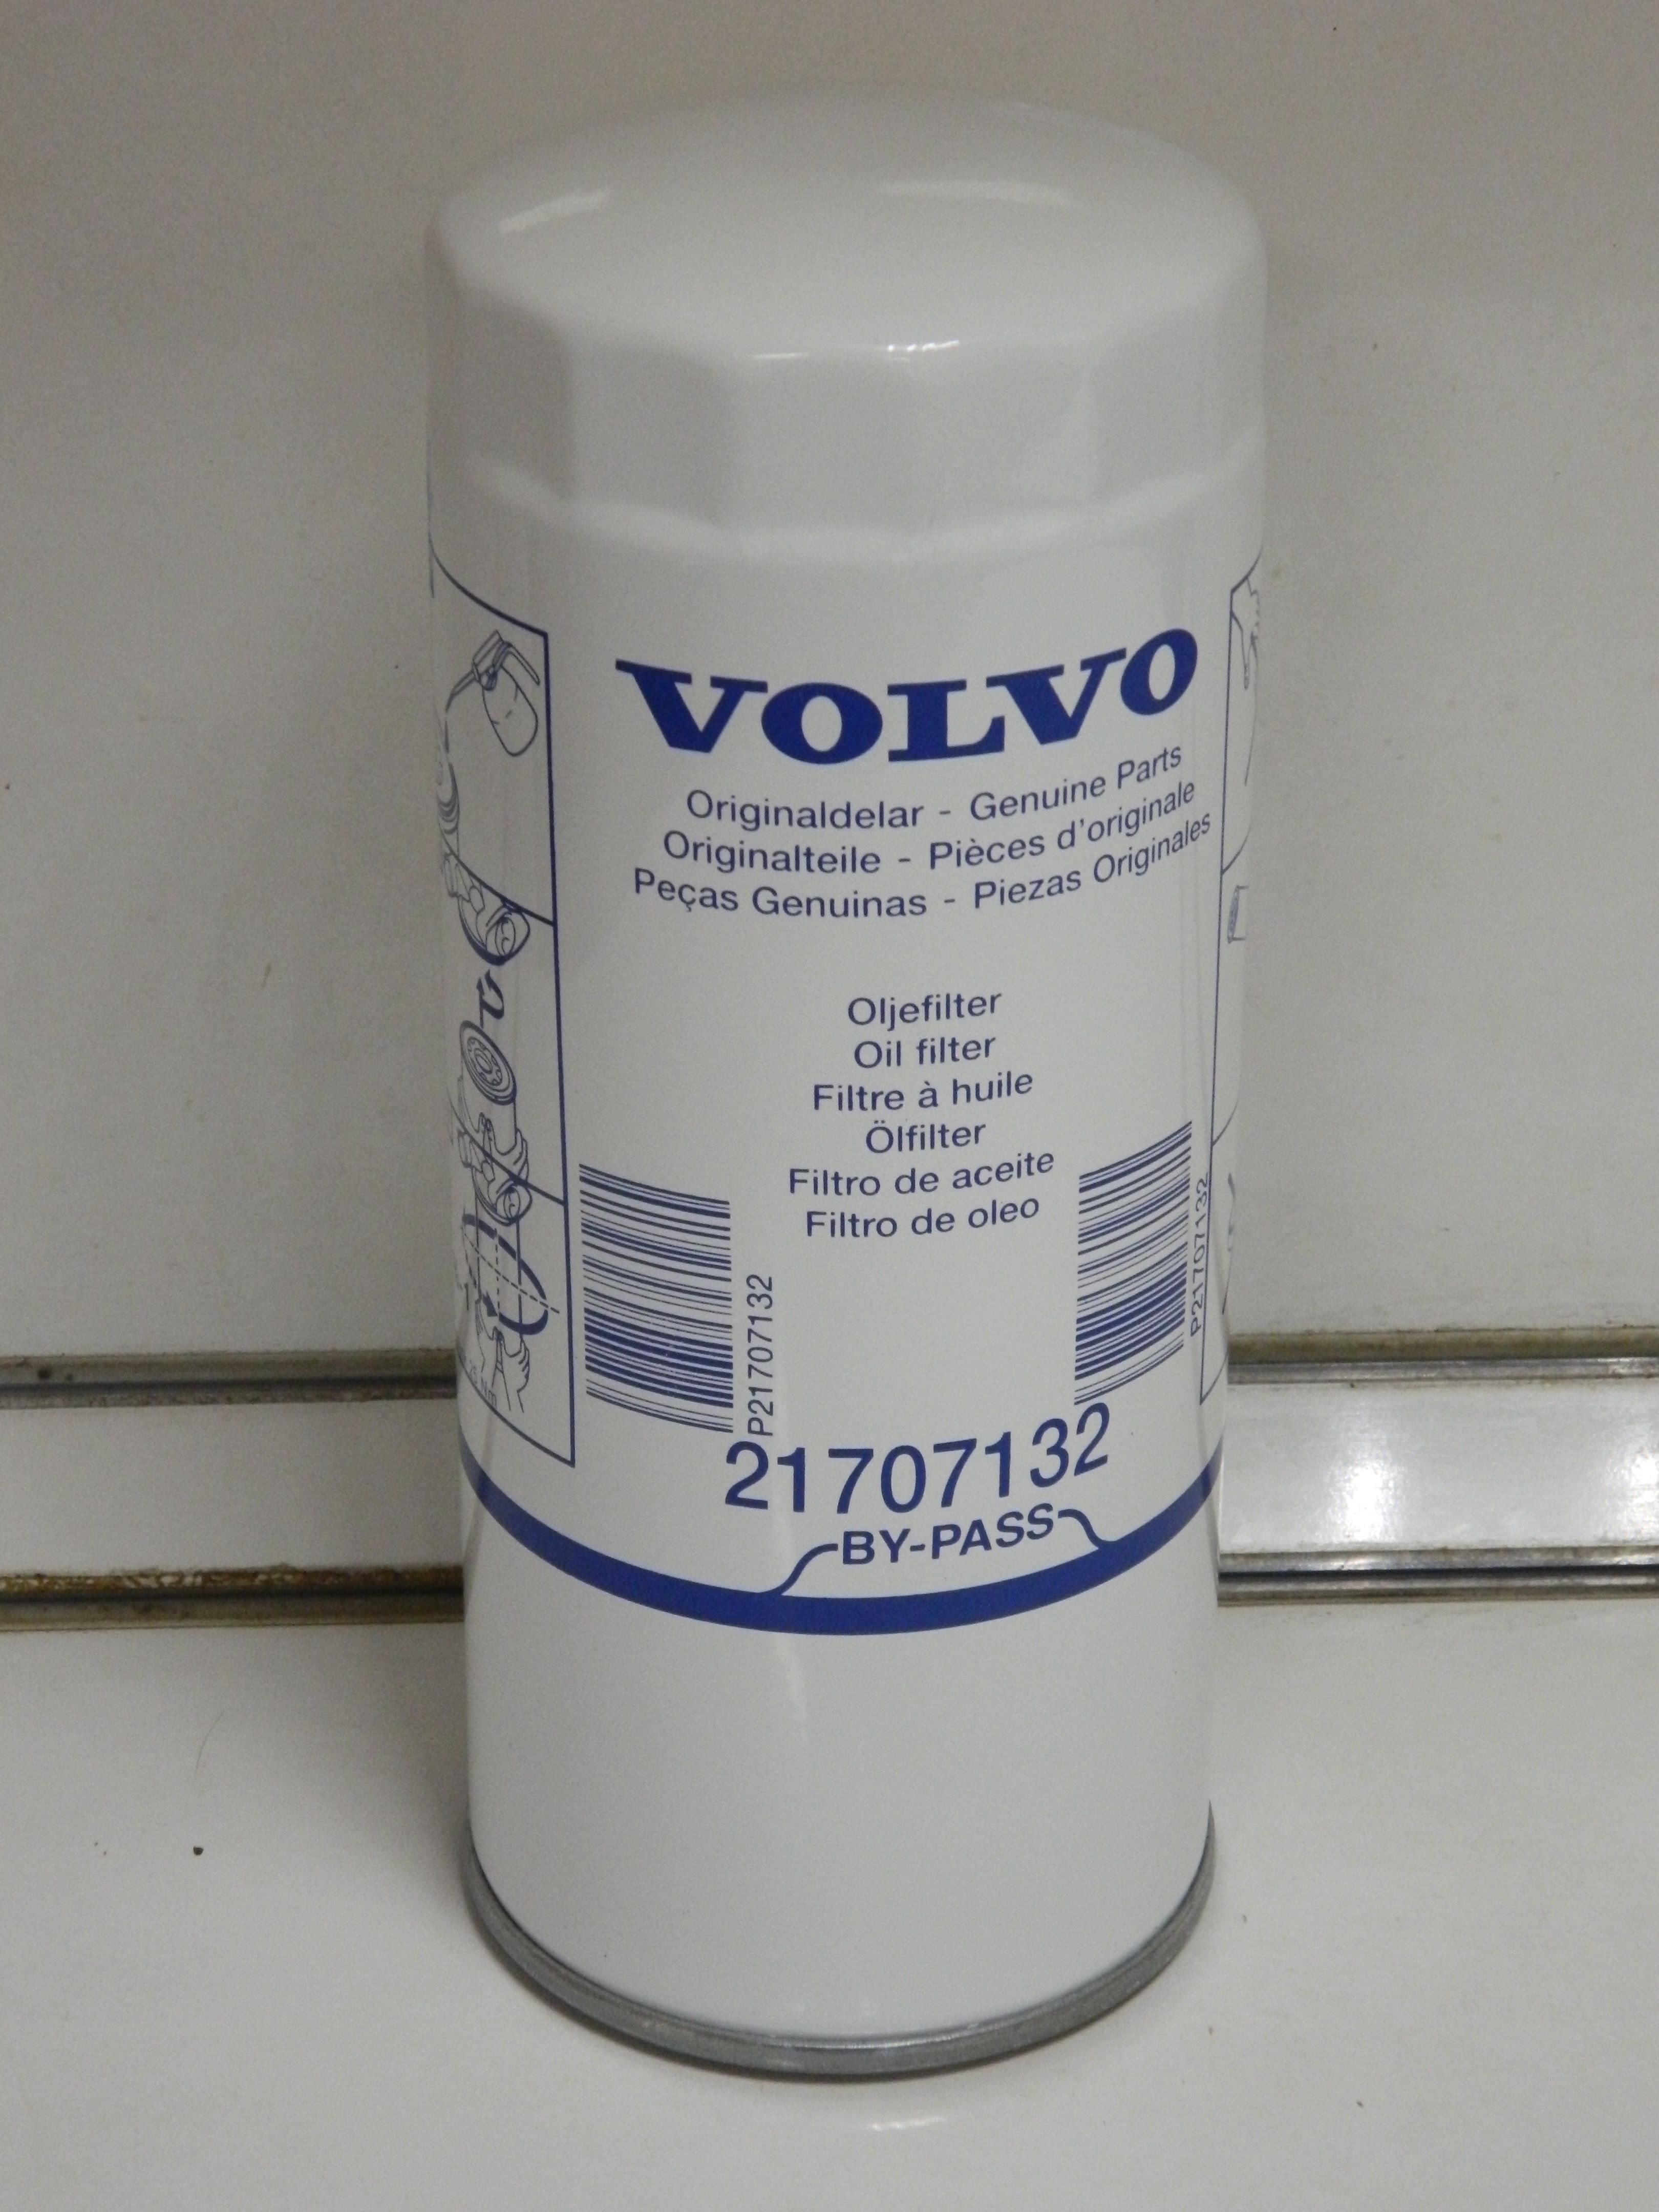 VOLVO
Originaldelar - Genuine Parts
Originalteile - Pièces d'originale
Peças Genuinas - Piezas Originales
Oljefilter
Oil filter
Filtre à huile
Ölfilter
Filtro de aceite
Filtro de oleo
P21707132
P21707132
21707132
BY-PASS